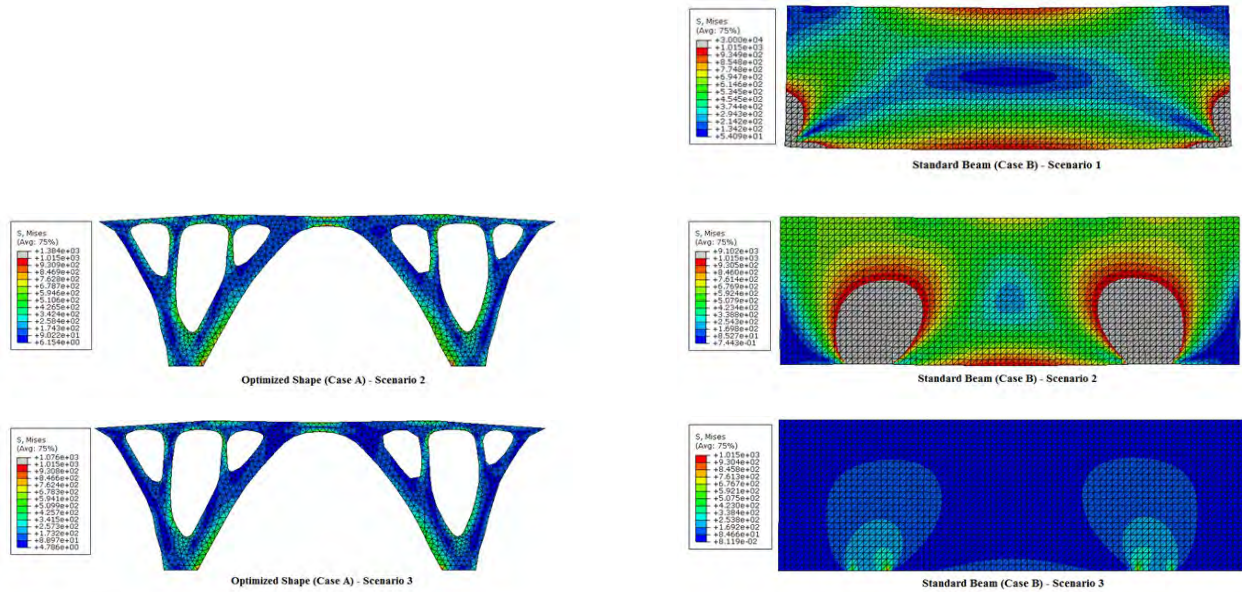 S, Mises
(Avg: 75%)
+3.000e+04
+1.015e+03
+9.349e+02
+8.548e+02
+7.748e+02
+6.947e+02
+6.146e+02
+5.345e+02
+4.545e+02
+3.744e+02
+2.943e+02
+2.142e+02
+1.342e+02
+5.409e+01
Standard Beam (Case B) - Scenario 1
S, Mises
(Avg: 75%)
+1.384e+03
+1.015e+03
+9.309e+02
+8.469e+02
+7.628e+02
+6.787e+02
+5.946e+02
+5.106e+02
+4.265e+02
+3.424e+02
+2.584e+02
+1.743e+02
+9.022e+01
+6.154e+00
Optimized Shape (Case A) - Scenario 2
S, Mises
(Avg: 75%)
+9.102e+03
+1.015e+03
+9.305e+02
+8.460e+02
+7.614e+02
+6.769e+02
+5.924e+02
+5.079e+02
+4.234e+02
+3.388e+02
+2.543e+02
+1.698e+02
+8.527e+01
+7.443e-01
Standard Beam (Case B) - Scenario 2
S, Mises
(Avg: 75%)
+1.076e+03
+1.015e+03
+9.308e+02
+8.466e+02
+7.624e+02
+6.783e+02
+5.941e+02
+5.099e+02
+4.257e+02
+3.415e+02
+2.573e+02
+1.732e+02
+8.897e+01
+4.786e+00
Optimized Shape (Case A) - Scenario 3
S, Mises
(Avg: 75%)
+1.015e+03
+9.304e+02
+8.458e+02
+7.613e+02
+6.767e+02
+5.921e+02
+5.075e+02
+4.230e+02
+3.384e+02
+2.538e+02
+1.692e+02
+8.466e+01
+8.119e-02
Standard Beam (Case B) - Scenario 3